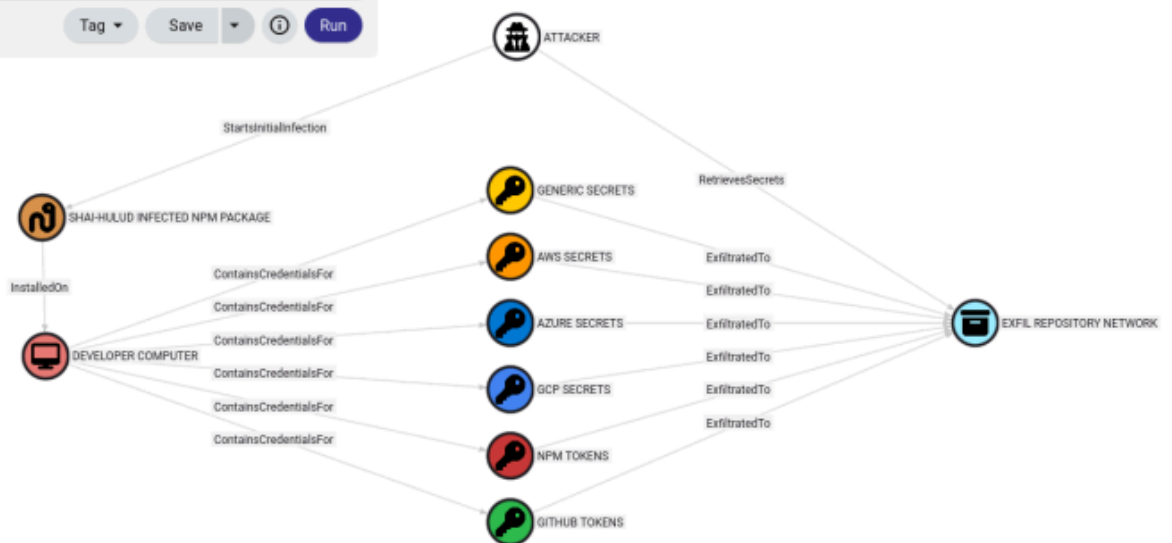 Tag
Save
Run
ATTACKER
StartsInitialInfection
RetrievesSecrets
GENERIC SECRETS
SHAI-HULUD INFECTED NPM PACKAGE
AWS SECRETS
ExfiltratedTo
ContainsCredentialsFor
InstalledOn
ExfiltratedTo
ContainsCredentialsFor
AZURE SECRETS
ExfiltratedTo
EXFIL REPOSITORY NETWORK
ContainsCredentialsFor
DEVELOPER COMPUTER
ExfiltratedTo
ContainsCredentialsFor
GCP SECRETS
ExfiltratedTo
ContainsCredentialsFor
ExfiltratedTo
ContainsCredentialsFor
NPM TOKENS
GITHUB TOKENS